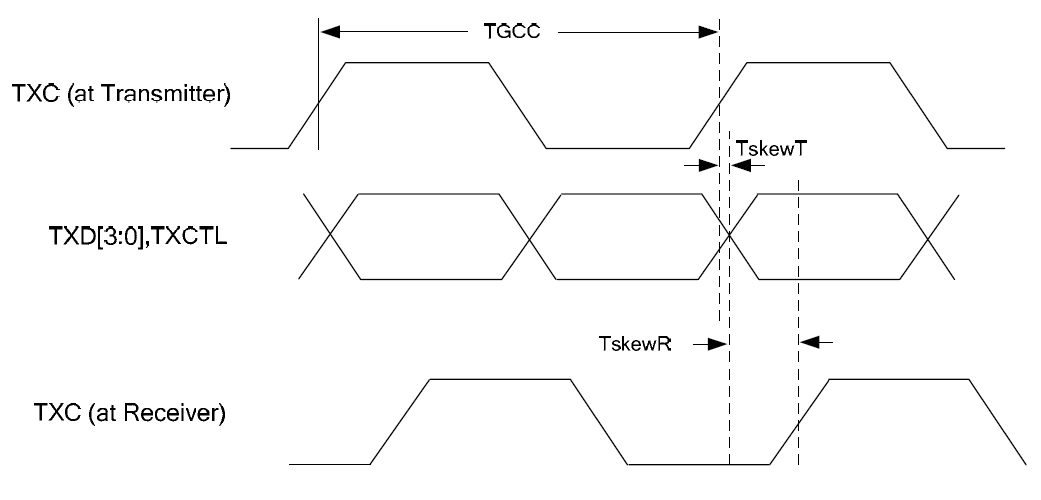 TGCC
TXC (at Transmitter)
TskewT
TXD[3:0],TXCTL
TskewR
TXC (at Receiver)